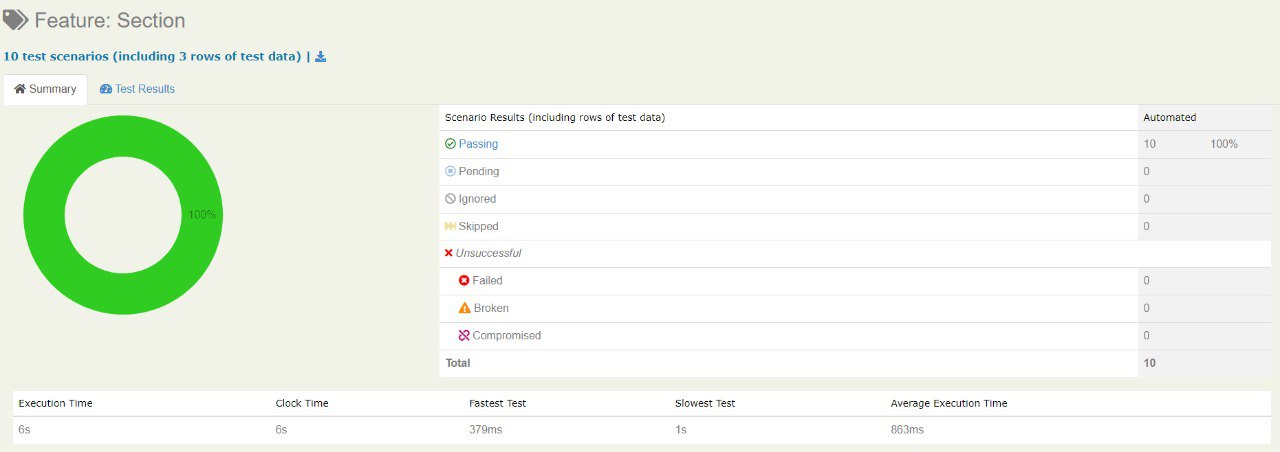 Feature: Section
10 test scenarios (including 3 rows of test data) |
Summary Test Results
100%
Scenario Results (including rows of test data) Automated
Passing 10 100%
Pending 0
Ignored 0
Skipped 0
Unsuccessful
Failed 0
Broken 0
Compromised 0
Total 10
Execution Time Clock Time Fastest Test Slowest Test Average Execution Time
6s 6s 379ms 1s 863ms